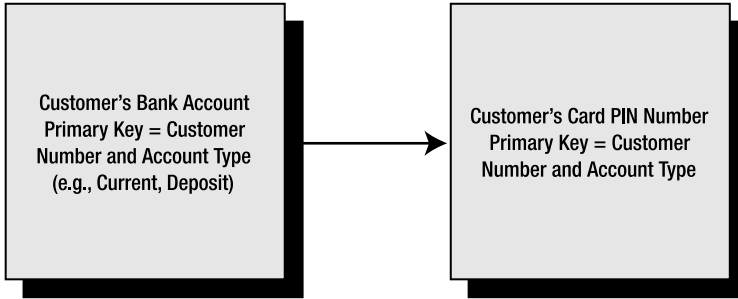 Customer’s Bank Account
Primary Key = Customer
Number and Account Type
(e.g., Current, Deposit)
Customer’s Card PIN Number
Primary Key = Customer
Number and Account Type